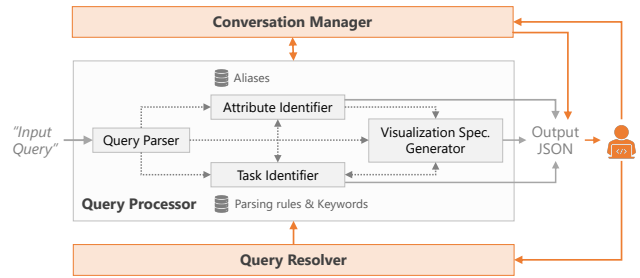 Conversation Manager
Aliases
Attribute Identifier
"Input
Query"
Query Parser
Visualization Spec.
Generator
Output
JSON
Task Identifier
Query Processor
Parsing rules & Keywords
Query Resolver